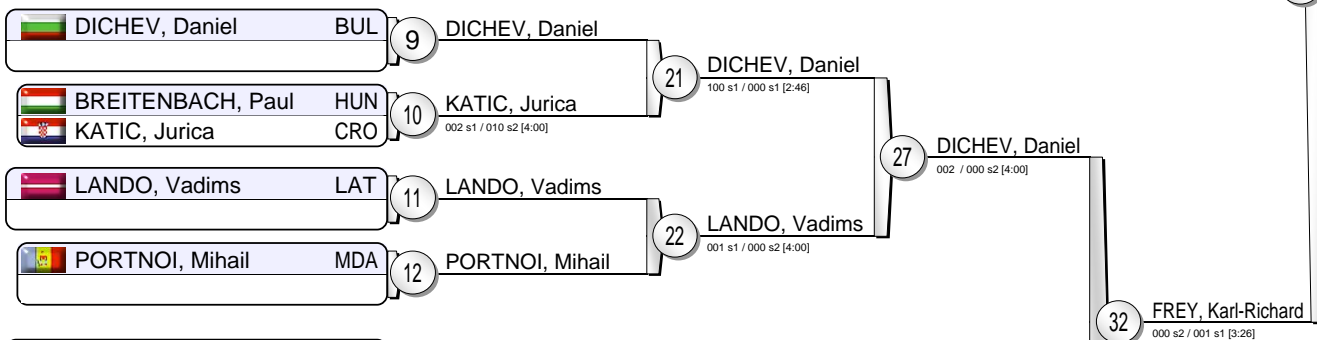 DICHEV, Daniel BUL
9
DICHEV, Daniel
21
DICHEV, Daniel
100 s1 / 000 s1 [2:46]
BREITENBACH, Paul HUN
KATIC, Jurica CRO
10
KATIC, Jurica
002 s1 / 010 s2 [4:00]
27
DICHEV, Daniel
002 / 000 s2 [4:00]
LANDO, Vadims LAT
11
LANDO, Vadims
22
LANDO, Vadims
001 s1 / 000 s2 [4:00]
PORTNOI, Mihail MDA
12
PORTNOI, Mihail
32
FREY, Karl-Richard
000 s2 / 001 s1 [3:26]